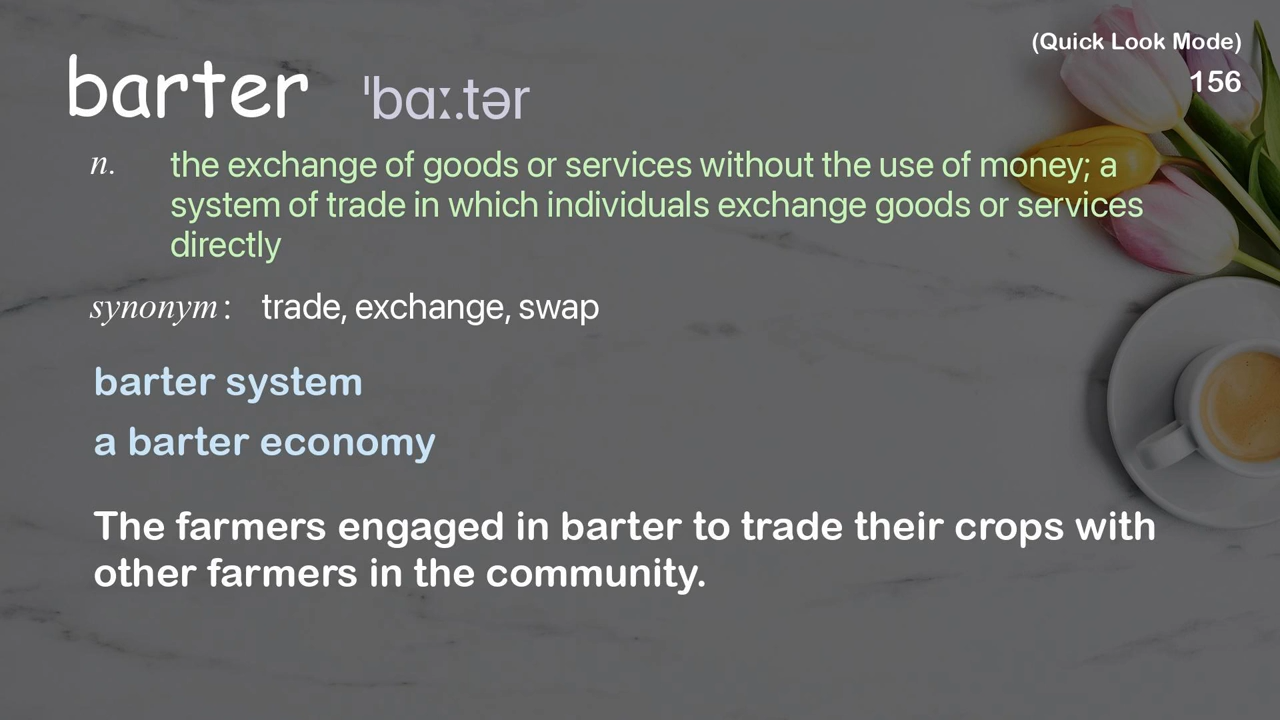 (Quick Look Mode)
156
barter ˈbɑː.tər
n. the exchange of goods or services without the use of money; a
system of trade in which individuals exchange goods or services
directly
synonym: trade, exchange, swap
barter system
a barter economy
The farmers engaged in barter to trade their crops with
other farmers in the community.